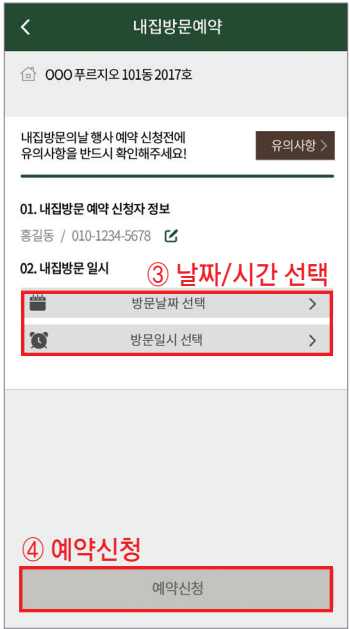 내집방문예약
OOO 푸르지오 101동 2017호
내집방문의날 행사 예약 신청전에
유의사항을 반드시 확인해주세요!
유의사항 >
01. 내집방문 예약 신청자 정보
홍길동 / 010-1234-5678
02. 내집방문 일시
③ 날짜/시간 선택
방문날짜 선택
방문일시 선택
④ 예약신청
예약신청